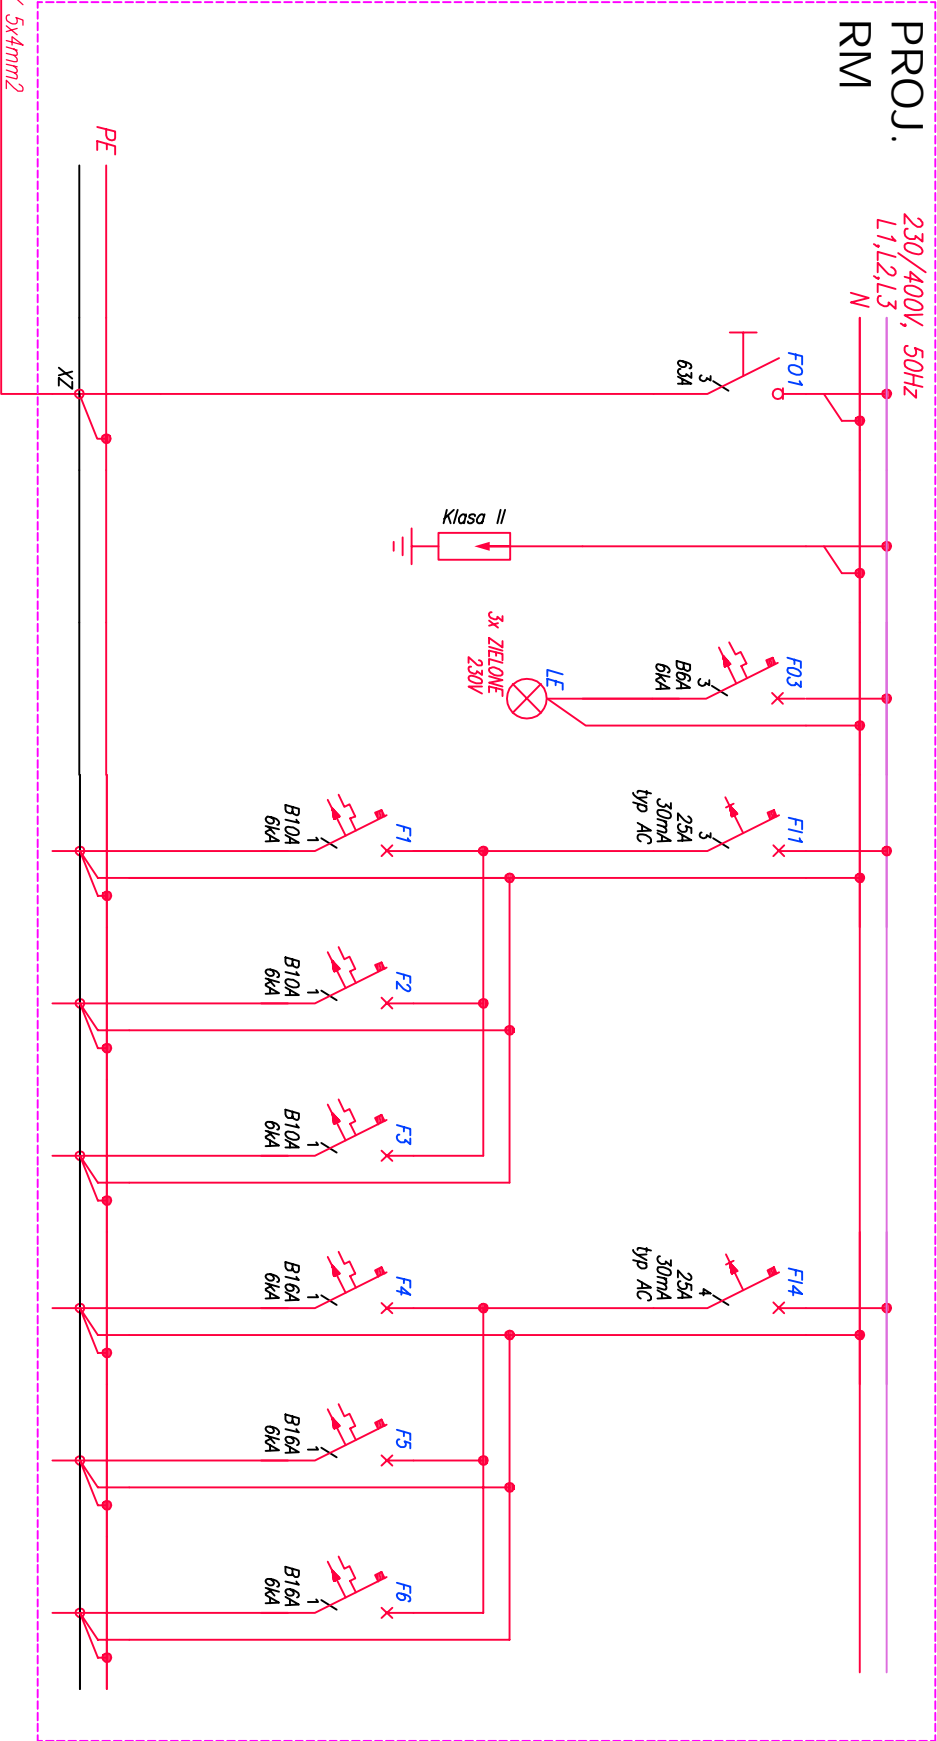 PROJ.
RM
230/400V, 50Hz
L1,L2,L3
N
PE
5x4mm2
XZ
F01
3
63A
Klasa II
F03
3
B6A
6kA
LE
3x ZIELONE
230V
FI1
3
25A
30mA
typ AC
F1
1
B10A
6kA
F2
1
B10A
6kA
F3
1
B10A
6kA
FI4
4
25A
30mA
typ AC
F4
1
B16A
6kA
F5
1
B16A
6kA
F6
1
B16A
6kA